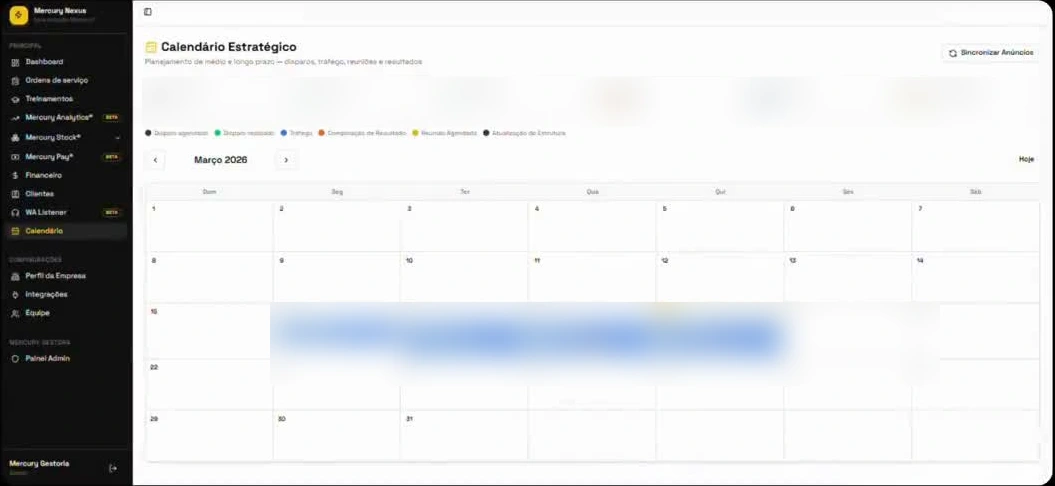 Mercury Nexus
PRINCIPAL
Dashboard
Ordens de serviço
Treinamentos
Mercury Analytics® BETA
Mercury Stock®
Mercury Pay® BETA
Financeiro
Clientes
WA Listener BETA
Calendário
CONFIGURAÇÕES
Perfil da Empresa
Integrações
Equipe
MERCURY GESTORIA
Painel Admin
Mercury Gestoria
Calendário Estratégico
Planejamento de médio e longo prazo — disparos, tráfego, reuniões e resultados
Sincronizar Anúncios
Disparo agendado Disparo realizado Tráfego Comprovação de Resultado Reunião Agendada Atualização de Estrutura
Março 2026
Hoje
Dom Seg Ter Qua Qui Sex Sáb
1 2 3 4 5 6 7
8 9 10 11 12 13 14
15
22
29 30 31